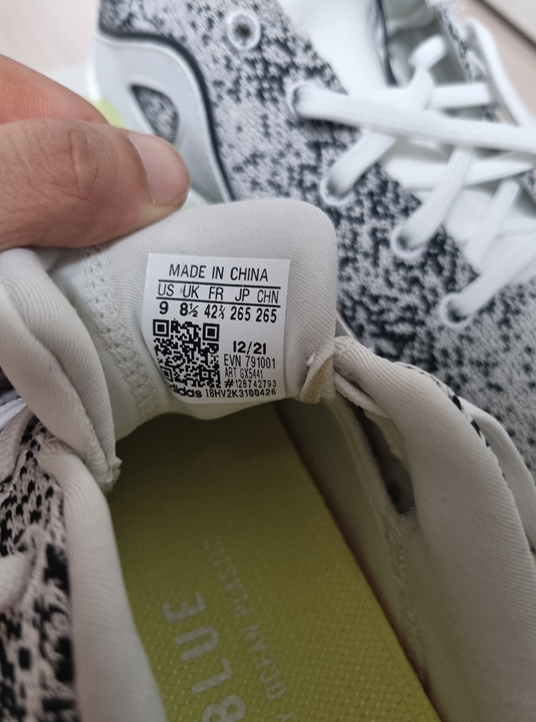 MADE IN CHINA
US UK FR JP CHN
9 8½ 42⅔ 265 265
12/21
EVN 791001
ART GX5441
#128742793
adidas 18HV2K3100426
BLUE
OCEAN PLASTIC